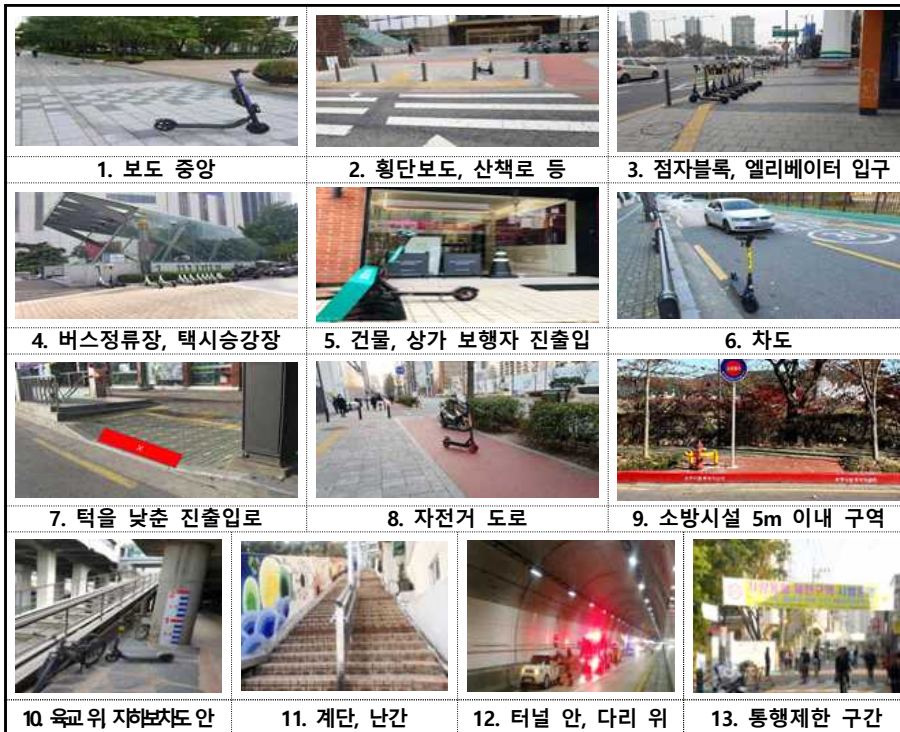 1. 보도 중앙
2. 횡단보도, 산책로 등
3. 점자블록, 엘리베이터 입구
4. 버스정류장, 택시승강장
5. 건물, 상가 보행자 진출입
6. 차도
7. 턱을 낮춘 진출입로
8. 자전거 도로
9. 소방시설 5m 이내 구역
10. 육교 위, 지하보차도 안
11. 계단, 난간
12. 터널 안, 다리 위
13. 통행제한 구간